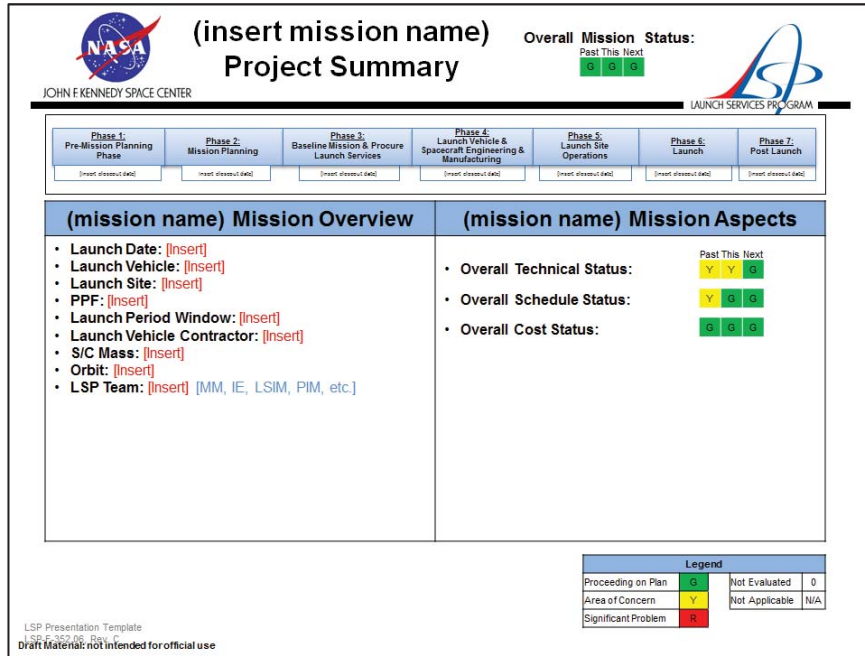 NASA
JOHN F. KENNEDY SPACE CENTER
(insert mission name)
Project Summary
Overall Mission Status:
Past This Next
G G G
LAUNCH SERVICES PROGRAM
Phase 1:
Pre-Mission Planning
Phase
[insert closeout date]
Phase 2:
Mission Planning
[insert closeout date]
Phase 3:
Baseline Mission & Procure
Launch Services
[insert closeout date]
Phase 4:
Launch Vehicle &
Spacecraft Engineering &
Manufacturing
[insert closeout date]
Phase 5:
Launch Site
Operations
[insert closeout date]
Phase 6:
Launch
[insert closeout date]
Phase 7:
Post Launch
[insert closeout date]
(mission name) Mission Overview
• Launch Date: [Insert]
• Launch Vehicle: [Insert]
• Launch Site: [Insert]
• PPF: [Insert]
• Launch Period Window: [Insert]
• Launch Vehicle Contractor: [Insert]
• S/C Mass: [Insert]
• Orbit: [Insert]
• LSP Team: [Insert] [MM, IE, LSIM, PIM, etc.]
(mission name) Mission Aspects
Past This Next
• Overall Technical Status: Y Y G
• Overall Schedule Status: Y G G
• Overall Cost Status: G G G
Legend
Proceeding on Plan G Not Evaluated 0
Area of Concern Y Not Applicable N/A
Significant Problem R
LSP Presentation Template
LSP-F-352.06, Rev. C
Draft Material: not intended for official use